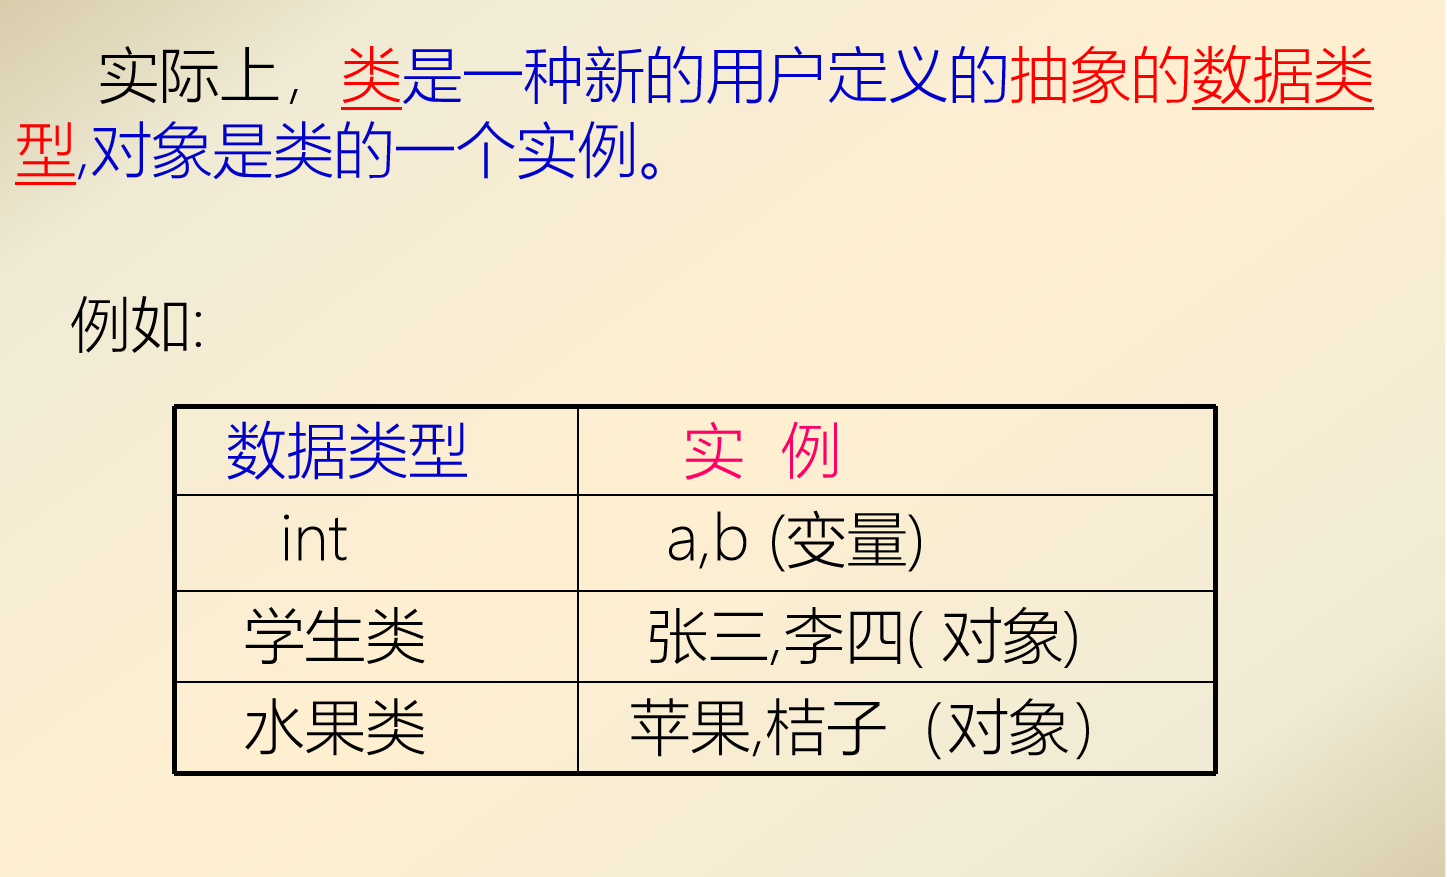 实际上，类是一种新的用户定义的抽象的数据类
型,对象是类的一个实例。
例如:
数据类型 实 例
int a,b (变量)
学生类 张三,李四( 对象)
水果类 苹果,桔子（对象）